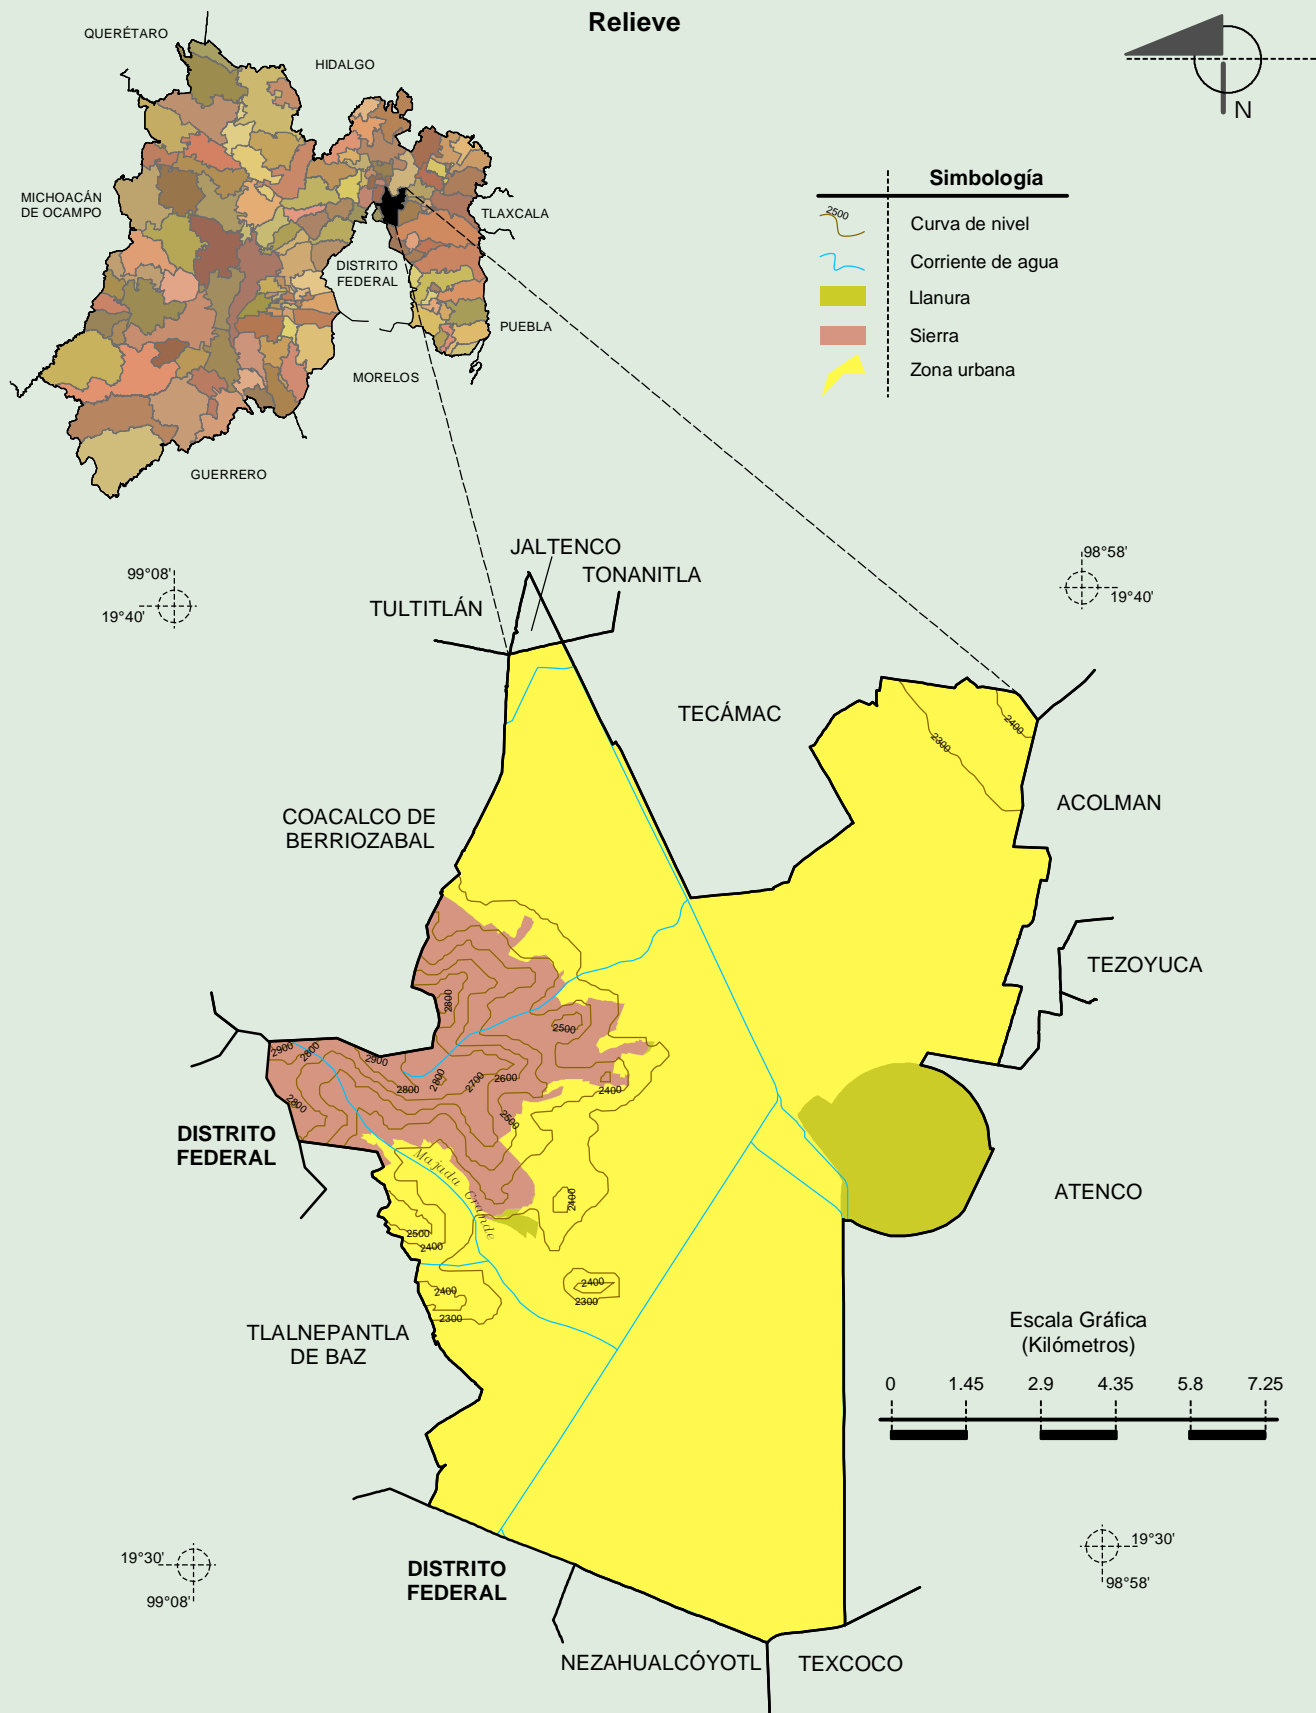 Relieve
QUERÉTARO
HIDALGO
MICHOACÁN
DE OCAMPO
TLAXCALA
DISTRITO
FEDERAL
PUEBLA
MORELOS
GUERRERO
N
Simbología
2500
Curva de nivel
Corriente de agua
Llanura
Sierra
Zona urbana
99°08'
19°40'
98°58'
19°40'
JALTENCO
TONANITLA
TULTITLÁN
TECÁMAC
2400
2300
ACOLMAN
COACALCO DE
BERRIOZABAL
TEZOYUCA
2800
2500
2900
2800
2900
2800
2800
2700
2600
2400
2800
2500
DISTRITO
FEDERAL
Majada Grande
2400
ATENCO
2500
2400
2400
2300
2400
2300
TLALNEPANTLA
DE BAZ
Escala Gráfica
(Kilómetros)
0 1.45 2.9 4.35 5.8 7.25
19°30'
99°08'
19°30'
98°58'
DISTRITO
FEDERAL
NEZAHUALCÓYOTL
TEXCOCO